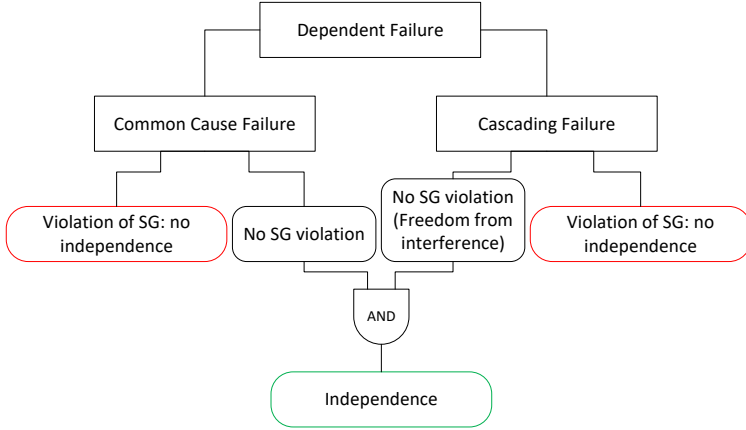 Dependent Failure
Common Cause Failure
Cascading Failure
Violation of SG: no
independence
No SG violation
No SG violation
(Freedom from
interference)
Violation of SG: no
independence
AND
Independence